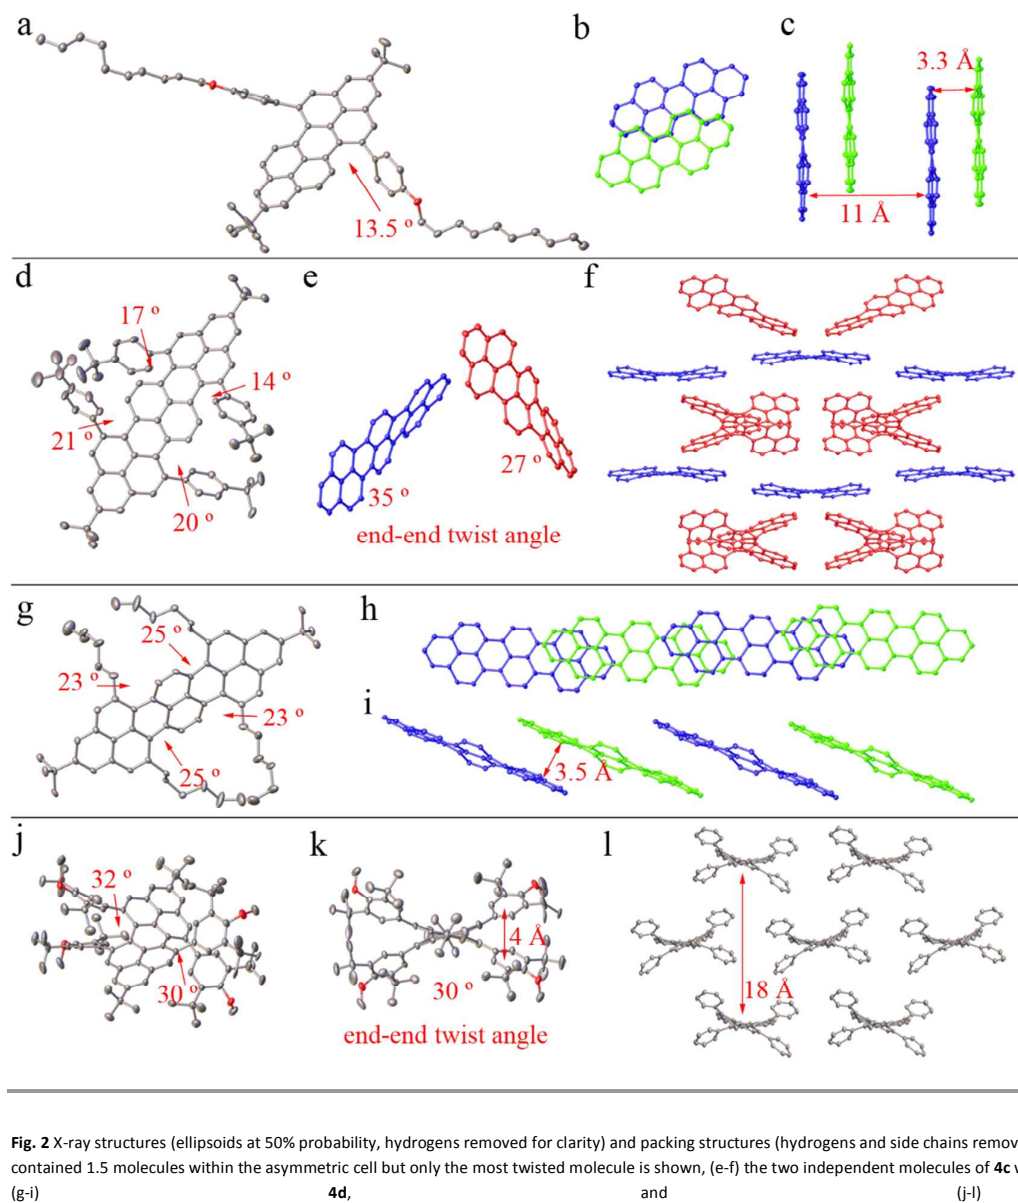 a
b
c
3.3 Å
11 Å
13.5 º
d
e
f
17 º
14 º
21 º
20 º
35 º
27 º
end-end twist angle
g
h
25 º
23 º
23 º
25º
i
3.5 Å
j
k
l
32 º
30 º
4 Å
30 º
end-end twist angle
18 Å
Fig. 2 X-ray structures (ellipsoids at 50% probability, hydrogens removed for clarity) and packing structures (hydrogens and side chains remov
contained 1.5 molecules within the asymmetric cell but only the most twisted molecule is shown, (e-f) the two independent molecules of 4c
(g-i) 4d, and (j-l)